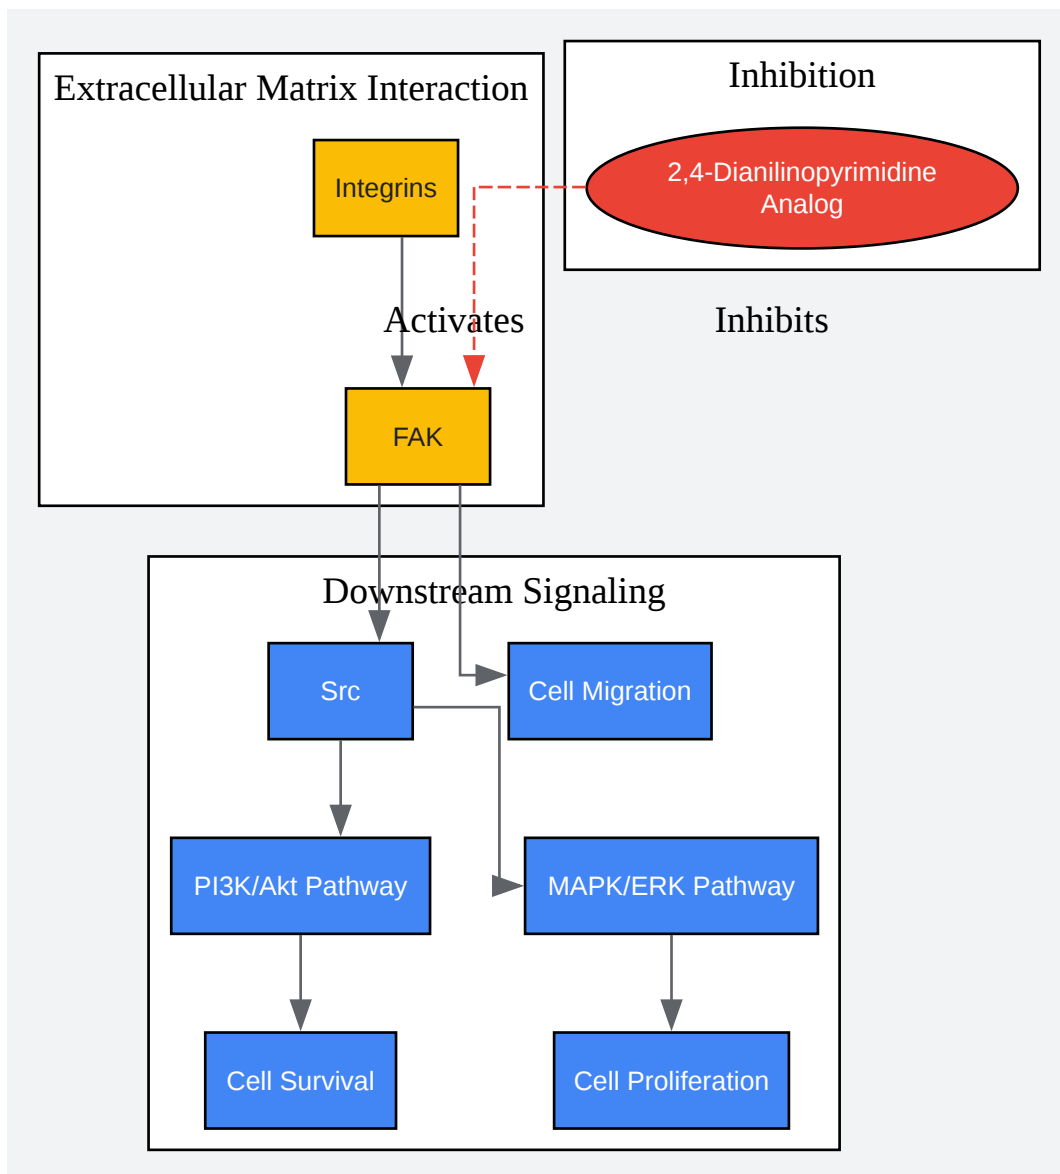 Extracellular Matrix Interaction
Inhibition
Integrins
2,4-Dianilinopyrimidine
Analog
Activates
Inhibits
FAK
Downstream Signaling
Src
Cell Migration
PI3K/Akt Pathway
MAPK/ERK Pathway
Cell Survival
Cell Proliferation